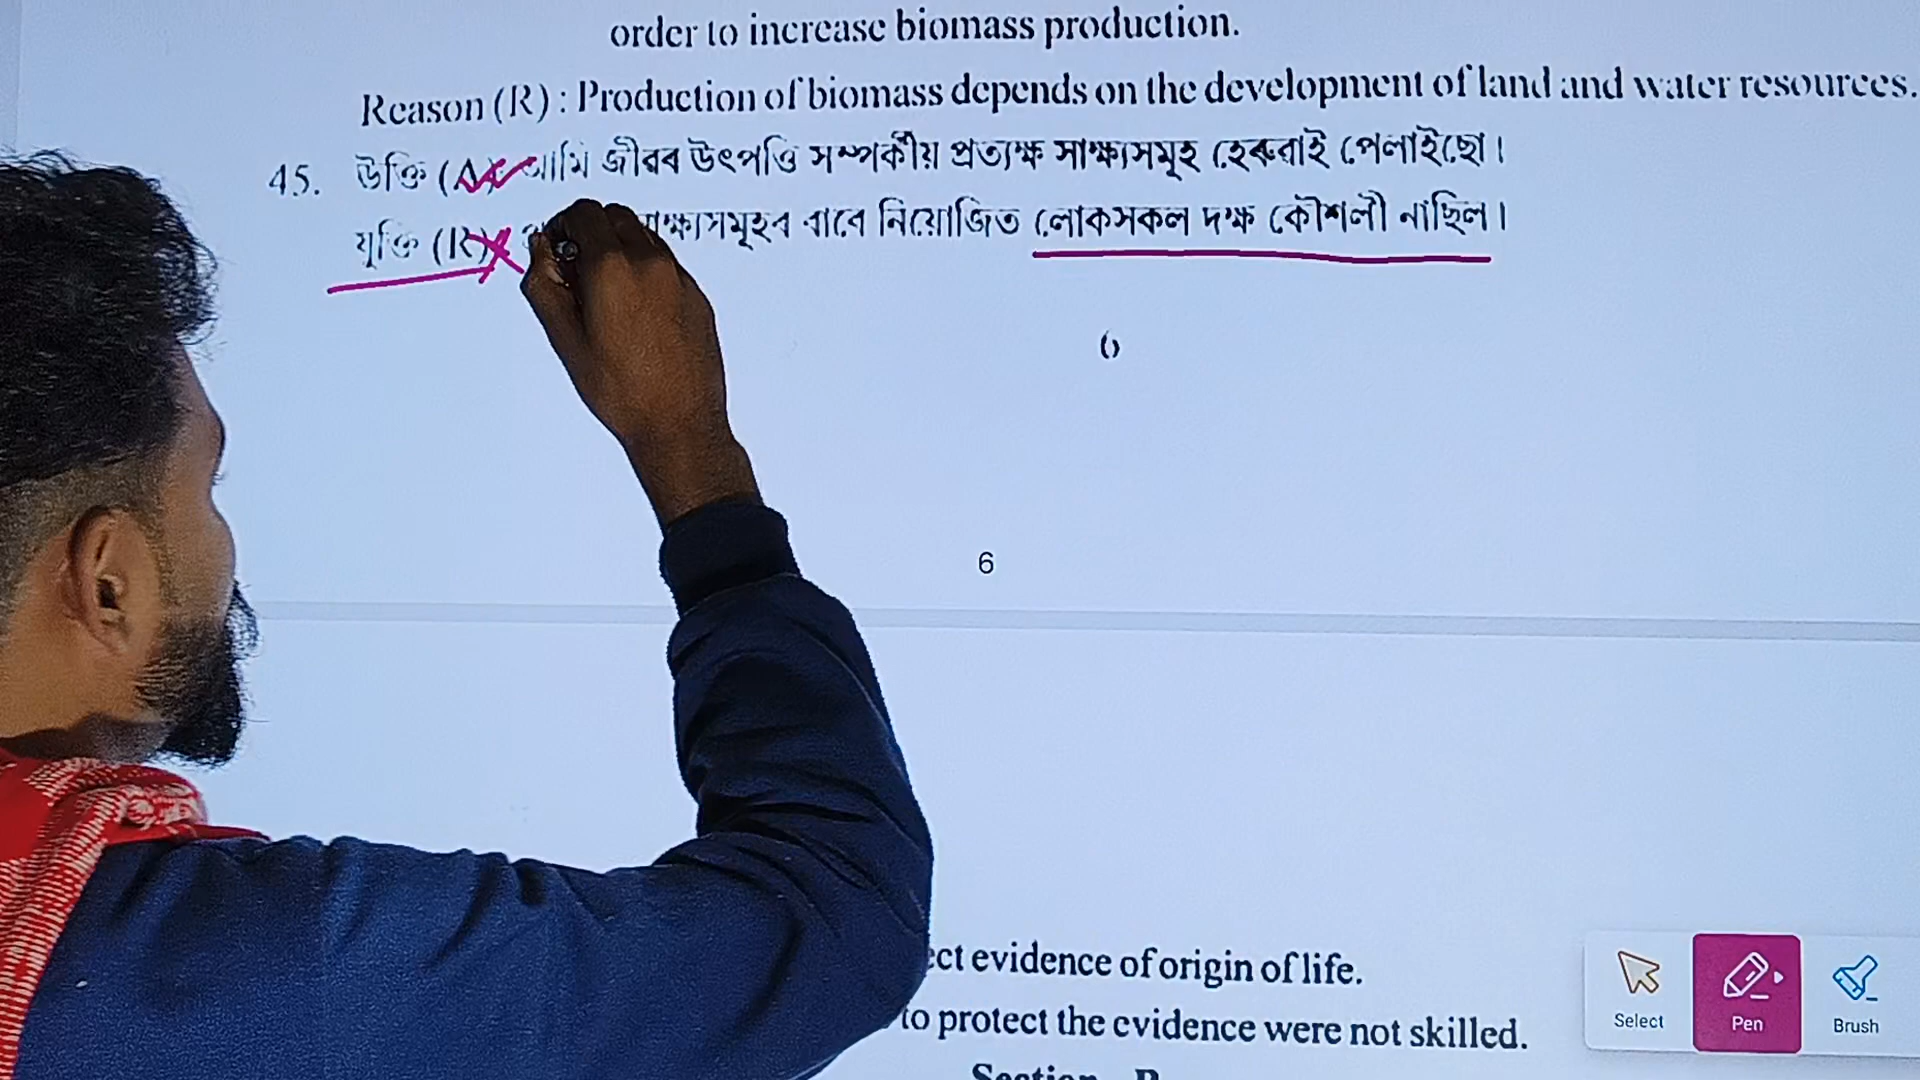 order to increase biomass production.
Reason (R) : Production of biomass depends on the development of land and water resources.
45. উক্তি (A) আমি জীৱৰ উৎপত্তি সম্পৰ্কীয় প্ৰত্যক্ষ সাক্ষ্যসমূহ হেৰুৱাই পেলাইছো।
যুক্তি (R) সাক্ষ্যসমূহৰ বাবে নিয়োজিত লোকসকল দক্ষ কৌশলী নাছিল।
6
6
evidence of origin of life.
to protect the evidence were not skilled.
Select
Pen
Brush